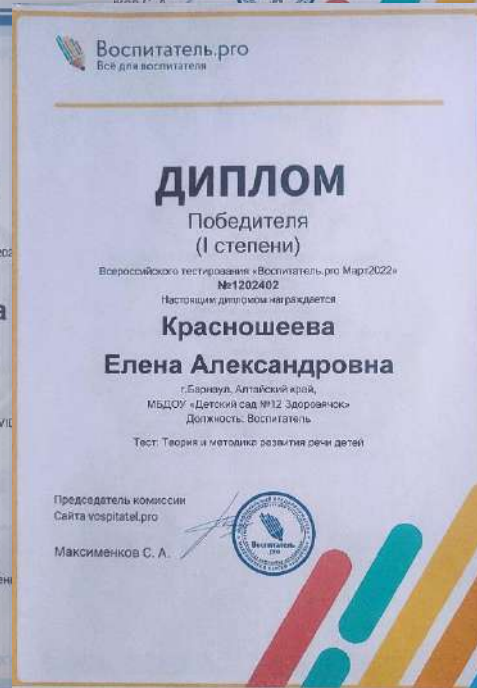 Воспитатель.pro
Всё для воспитателя
ДИПЛОМ
Победителя
(I степени)
Всероссийского тестирования «Воспитатель.pro Март2022»
№1202402
Настоящим дипломом награждается
Красношеева
Елена Александровна
г.Барнаул, Алтайский край,
МБДОУ «Детский сад №12 Здоровячок»
Должность: Воспитатель
Тест: Теория и методика развития речи детей
Председатель комиссии
Сайта vospitatel.pro
Максименков С. А.
Воспитатель.
pro